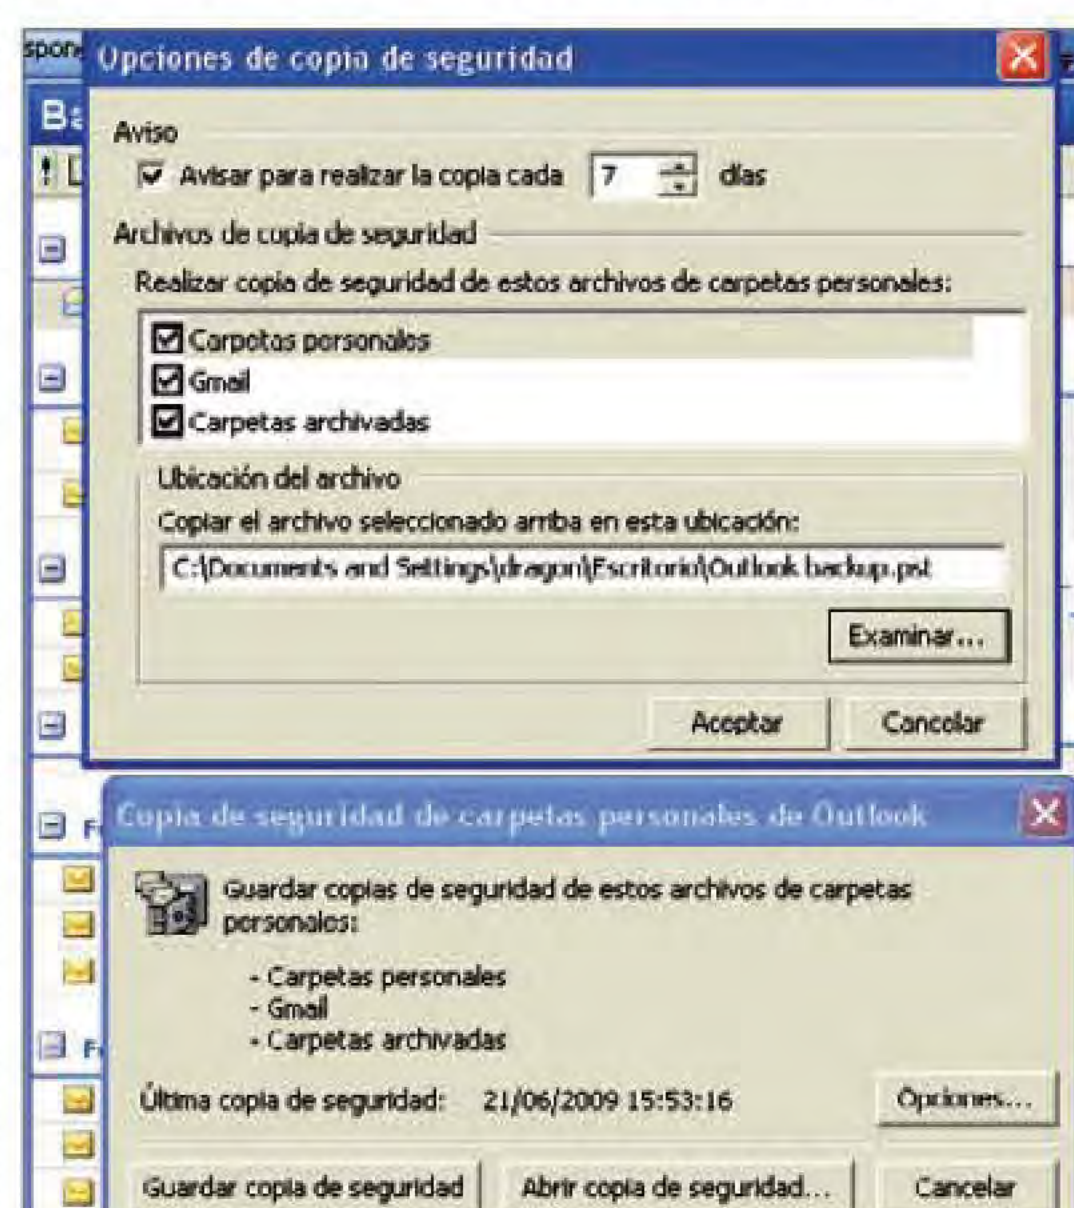 Opciones de copia de seguridad
Aviso
Avisar para realizar la copia cada 7 días
Archivos de copia de seguridad
Realizar copia de seguridad de estos archivos de carpetas personales:
Carpetas personales
Gmail
Carpetas archivadas
Ubicación del archivo
Copiar el archivo seleccionado arriba en esta ubicación:
C:\Documents and Settings\dragon\Escritorio\Outlook backup.pst
Examinar...
Aceptar Cancelar
Copia de seguridad de carpetas personales de Outlook
Guardar copias de seguridad de estos archivos de carpetas
personales:
- Carpetas personales
- Gmail
- Carpetas archivadas
Última copia de seguridad: 21/06/2009 15:53:16 Opciones...
Guardar copia de seguridad Abrir copia de seguridad... Cancelar